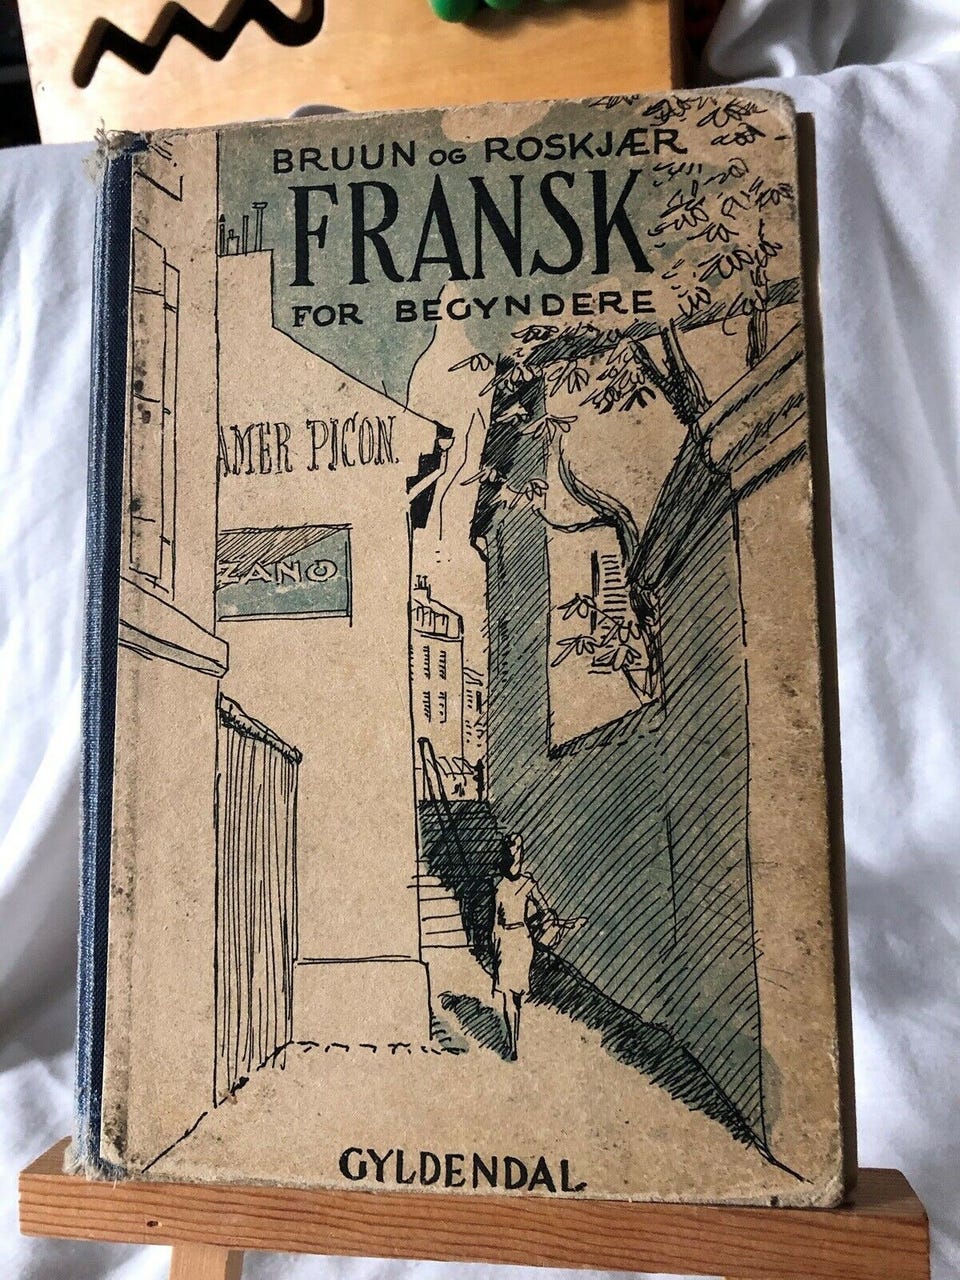 BRUUN OG ROSKJÆR
FRANSK
FOR BEGYNDERE
AMER PICON.
ZANO
GYLDENDAL